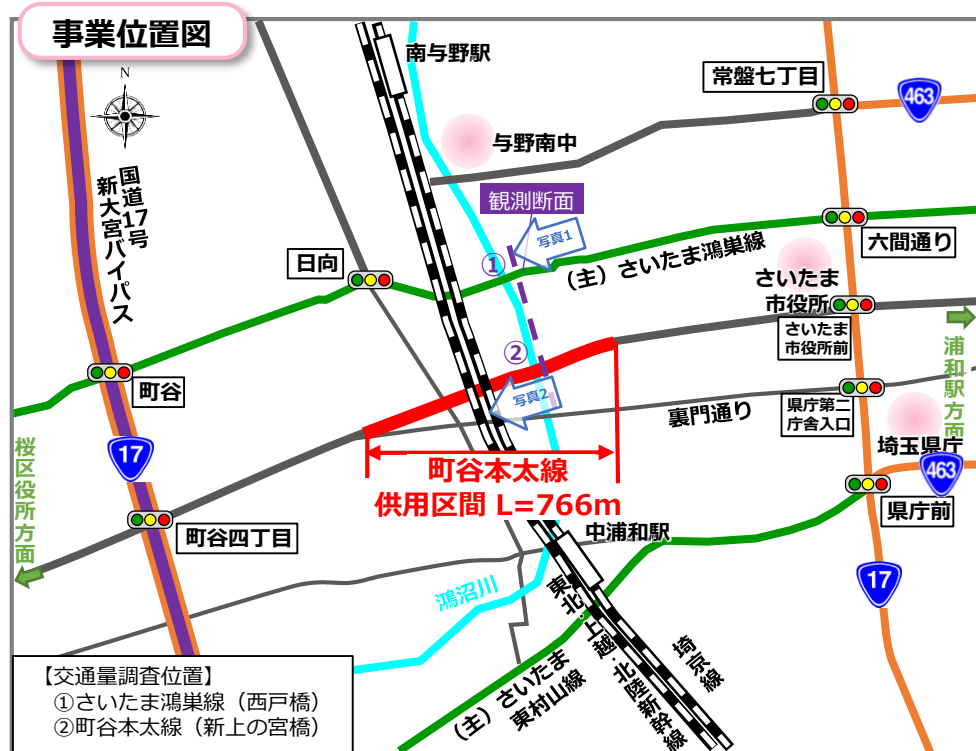 事業位置図
N
南与野駅
常盤七丁目
463
与野南中
国道17号
新大宮バイパス
観測断面
写真1
①
六間通り
(主)さいたま鴻巣線
日向
さいたま
市役所
さいたま
市役所前
②
町谷
写真2
浦和駅方面
裏門通り
県庁第二
庁舎入口
埼玉県庁
17
町谷本太線
供用区間 L=766m
463
桜区役所方面
県庁前
町谷四丁目
中浦和駅
17
鴻沼川
東北・上越・北陸新幹線
埼京線
(主)さいたま
東村山線
【交通量調査位置】
①さいたま鴻巣線(西戸橋)
②町谷本太線(新上の宮橋)